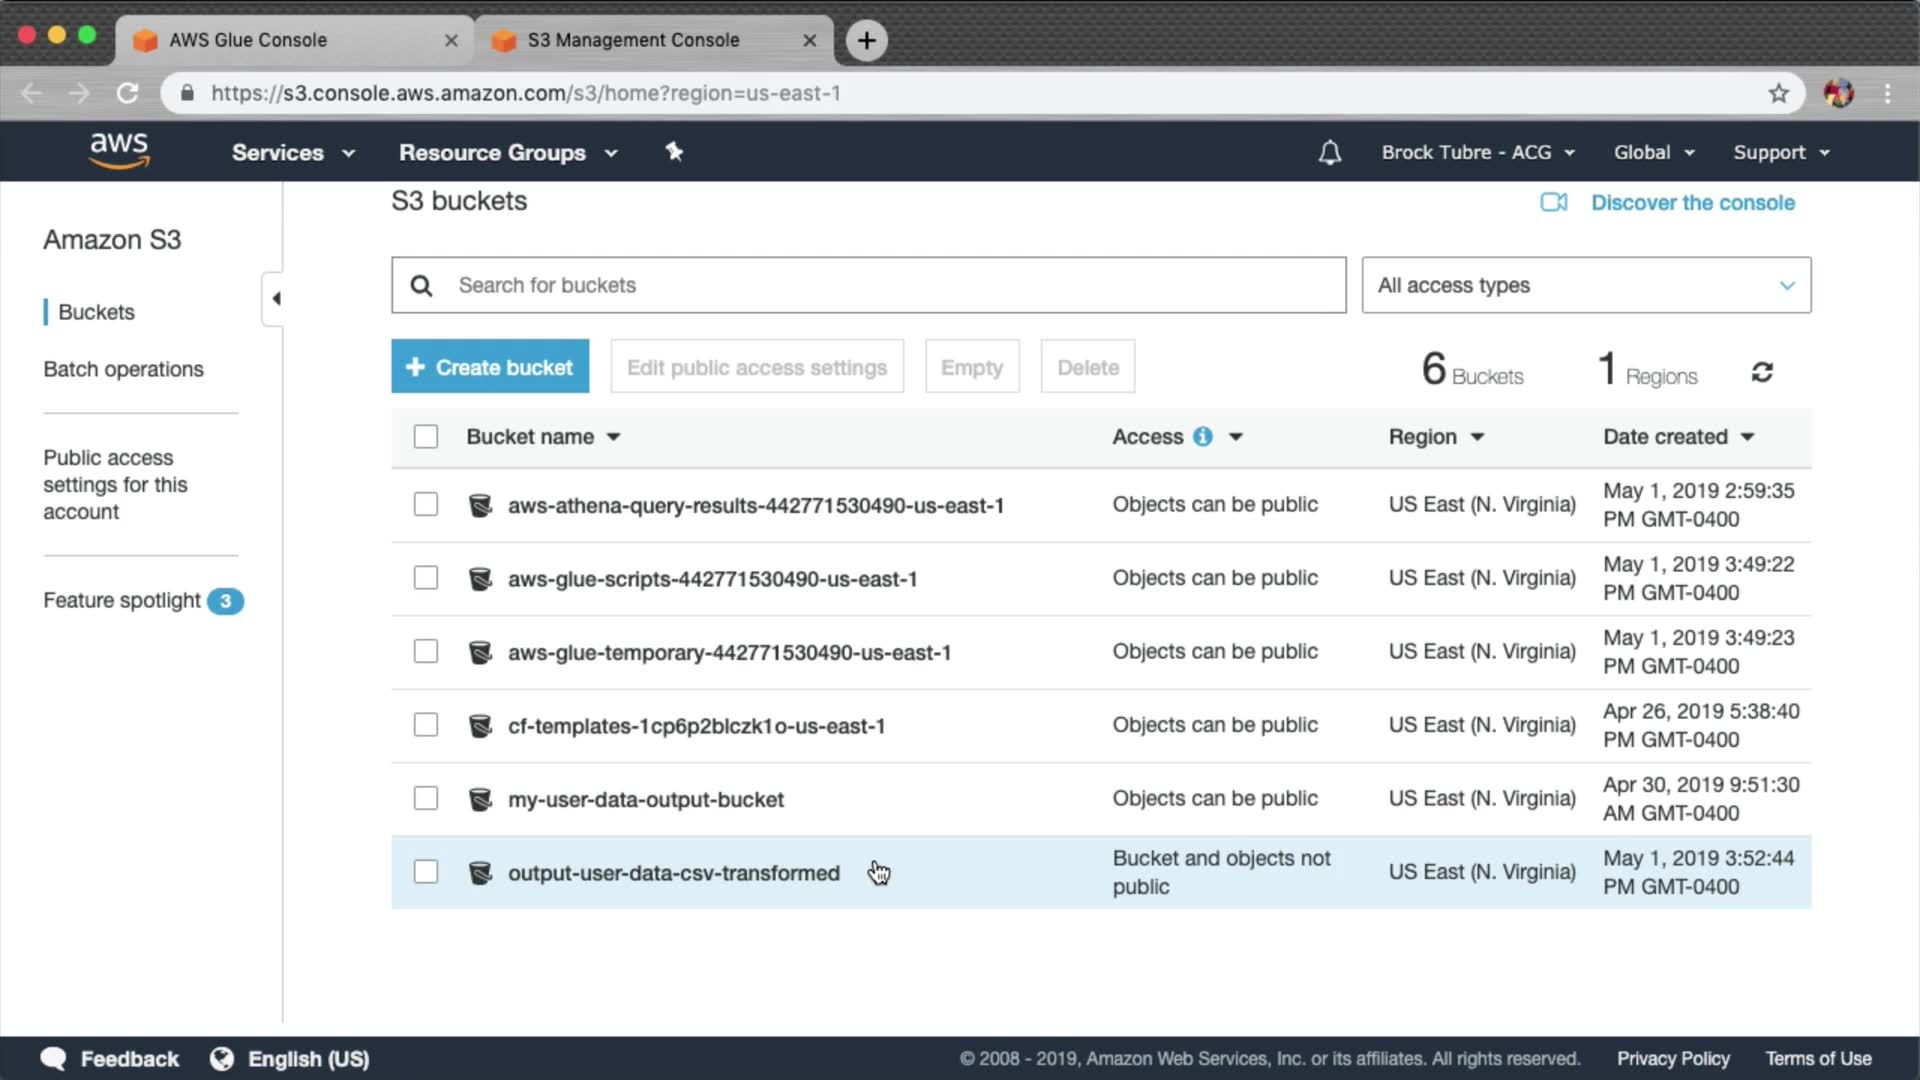 AWS Glue Console
S3 Management Console
https://s3.console.aws.amazon.com/s3/home?region=us-east-1
aws
Services
Resource Groups
Brock Tubre - ACG
Global
Support
Amazon S3
Buckets
Batch operations
Public access
settings for this
account
Feature spotlight 3
S3 buckets
Discover the console
Search for buckets
All access types
+ Create bucket
Edit public access settings
Empty
Delete
6 Buckets
1 Regions
Bucket name
Access
Region
Date created
aws-athena-query-results-442771530490-us-east-1
Objects can be public
US East (N. Virginia)
May 1, 2019 2:59:35
PM GMT-0400
aws-glue-scripts-442771530490-us-east-1
Objects can be public
US East (N. Virginia)
May 1, 2019 3:49:22
PM GMT-0400
aws-glue-temporary-442771530490-us-east-1
Objects can be public
US East (N. Virginia)
May 1, 2019 3:49:23
PM GMT-0400
cf-templates-1cp6p2blczk1o-us-east-1
Objects can be public
US East (N. Virginia)
Apr 26, 2019 5:38:40
PM GMT-0400
my-user-data-output-bucket
Objects can be public
US East (N. Virginia)
Apr 30, 2019 9:51:30
AM GMT-0400
output-user-data-csv-transformed
Bucket and objects not
public
US East (N. Virginia)
May 1, 2019 3:52:44
PM GMT-0400
Feedback
English (US)
© 2008 - 2019, Amazon Web Services, Inc. or its affiliates. All rights reserved.
Privacy Policy
Terms of Use